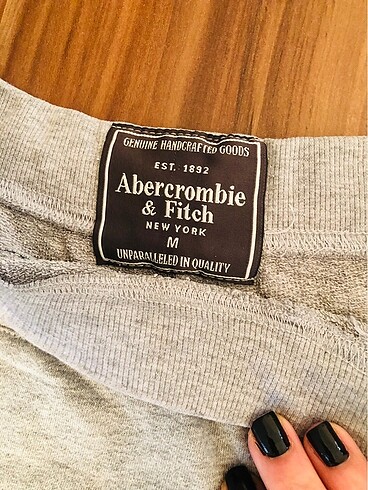 GENUINE HANDCRAFTED GOODS
EST. 1892
Abercrombie
& Fitch
NEW YORK
M
UNPARALLELED IN QUALITY